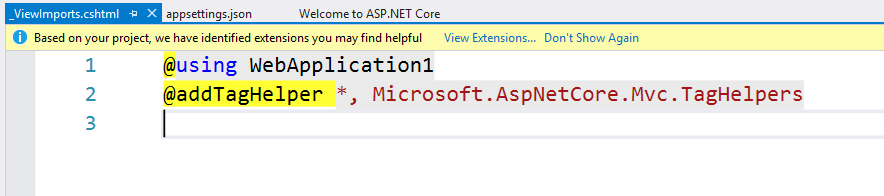 _ViewImports.cshtml appsettings.json Welcome to ASP.NET Core
Based on your project, we have identified extensions you may find helpful View Extensions... Don't Show Again
1 @using WebApplication1
2 @addTagHelper *, Microsoft.AspNetCore.Mvc.TagHelpers
3